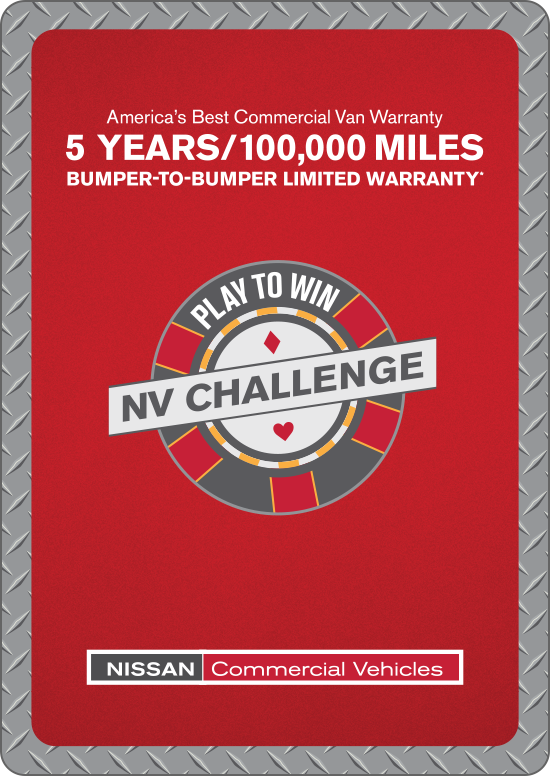 America's Best Commercial Van Warranty
5 YEARS/100,000 MILES
BUMPER-TO-BUMPER LIMITED WARRANTY*
PLAY TO WIN
NV CHALLENGE
NISSAN Commercial Vehicles